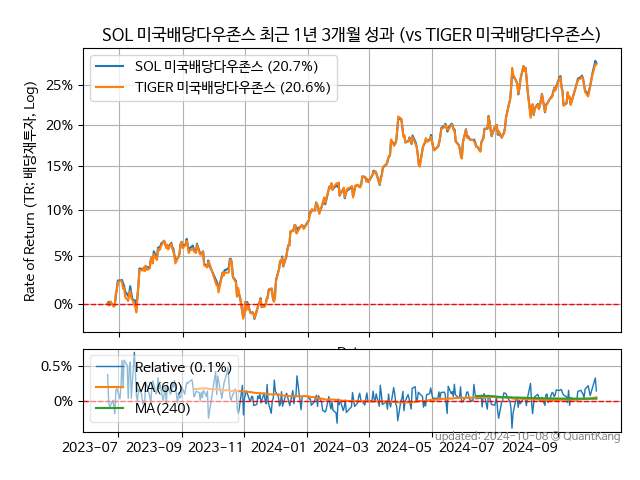 SOL 미국배당다우존스 최근 1년 3개월 성과 (vs TIGER 미국배당다우존스)
Rate of Return (TR: 배당재투자, Log)
SOL 미국배당다우존스 (20.7%)
TIGER 미국배당다우존스 (20.6%)
25%
20%
15%
10%
5%
0%
Relative (0.1%)
MA(60)
MA(240)
0.5%
0%
2023-07 2023-09 2023-11 2024-01 2024-03 2024-05 2024-07 2024-09
updated: 2024-10-08 © QuantKang